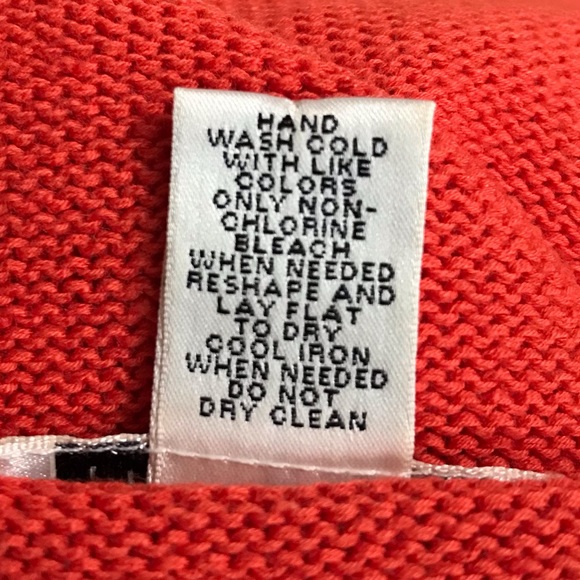 HAND
WASH COLD
WITH LIKE
COLORS
ONLY NON-
CHLORINE
BLEACH
WHEN NEEDED
RESHAPE AND
LAY FLAT
TO DRY
COOL IRON
WHEN NEEDED
DO NOT
DRY CLEAN